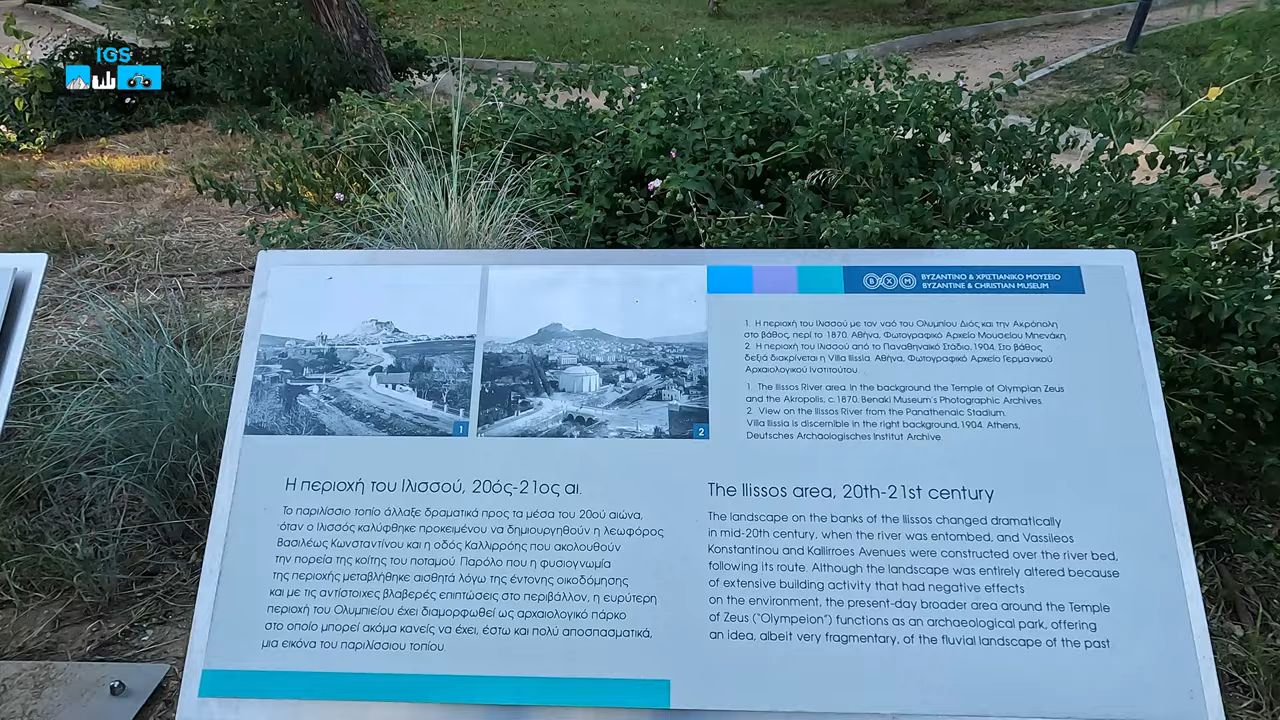 IGS
ΒΥΖΑΝΤΙΝΟ & ΧΡΙΣΤΙΑΝΙΚΟ ΜΟΥΣΕΙΟ
BYZANTINE & CHRISTIAN MUSEUM
B X M
1. Η περιοχή του Ιλισσού με τον ναό του Ολυμπίου Διός και την Ακρόπολη
στο βάθος, περί το 1870. Αθήνα, Φωτογραφικό Αρχείο Μουσείου Μπενάκη.
2. Η περιοχή του Ιλισσού από το Παναθηναϊκό Στάδιο, 1904. Στο βάθος,
δεξιά διακρίνεται η Villa Ilissia, Αθήνα, Φωτογραφικό Αρχείο Γερμανικού
Αρχαιολογικού Ινστιτούτου.
1. The Ilissos River area. In the background the Temple of Olympian Zeus
and the Akropolis, c.1870. Benaki Museum's Photographic Archives.
2. View on the Ilissos River from the Panathenaic Stadium.
Villa Ilissia is discernible in the right background, 1904. Athens,
Deutsches Archäologisches Institut Archive.
1
2
Η περιοχή του Ιλισσού, 20ός-21ος αι.
Το παριλίσσιο τοπίο άλλαξε δραματικά προς τα μέσα του 20ού αιώνα,
όταν ο Ιλισσός καλύφθηκε προκειμένου να δημιουργηθούν η λεωφόρος
Βασιλέως Κωνσταντίνου και η οδός Καλλιρρόης που ακολουθούν
την πορεία της κοίτης του ποταμού. Παρόλο που η φυσιογνωμία
της περιοχής μεταβλήθηκε αισθητά λόγω της έντονης οικοδόμησης
και με τις αντίστοιχες βλαβερές επιπτώσεις στο περιβάλλον, η ευρύτερη
περιοχή του Ολυμπιείου έχει διαμορφωθεί ως αρχαιολογικό πάρκο
στο οποίο μπορεί ακόμα κανείς να έχει, έστω και πολύ αποσπασματικά,
μια εικόνα του παριλίσσιου τοπίου.
The Ilissos area, 20th-21st century
The landscape on the banks of the Ilissos changed dramatically
in mid-20th century, when the river was entombed, and Vassileos
Konstantinou and Kallirroes Avenues were constructed over the river bed,
following its route. Although the landscape was entirely altered because
of extensive building activity that had negative effects
on the environment, the present-day broader area around the Temple
of Zeus ("Olympeion") functions as an archaeological park, offering
an idea, albeit very fragmentary, of the fluvial landscape of the past